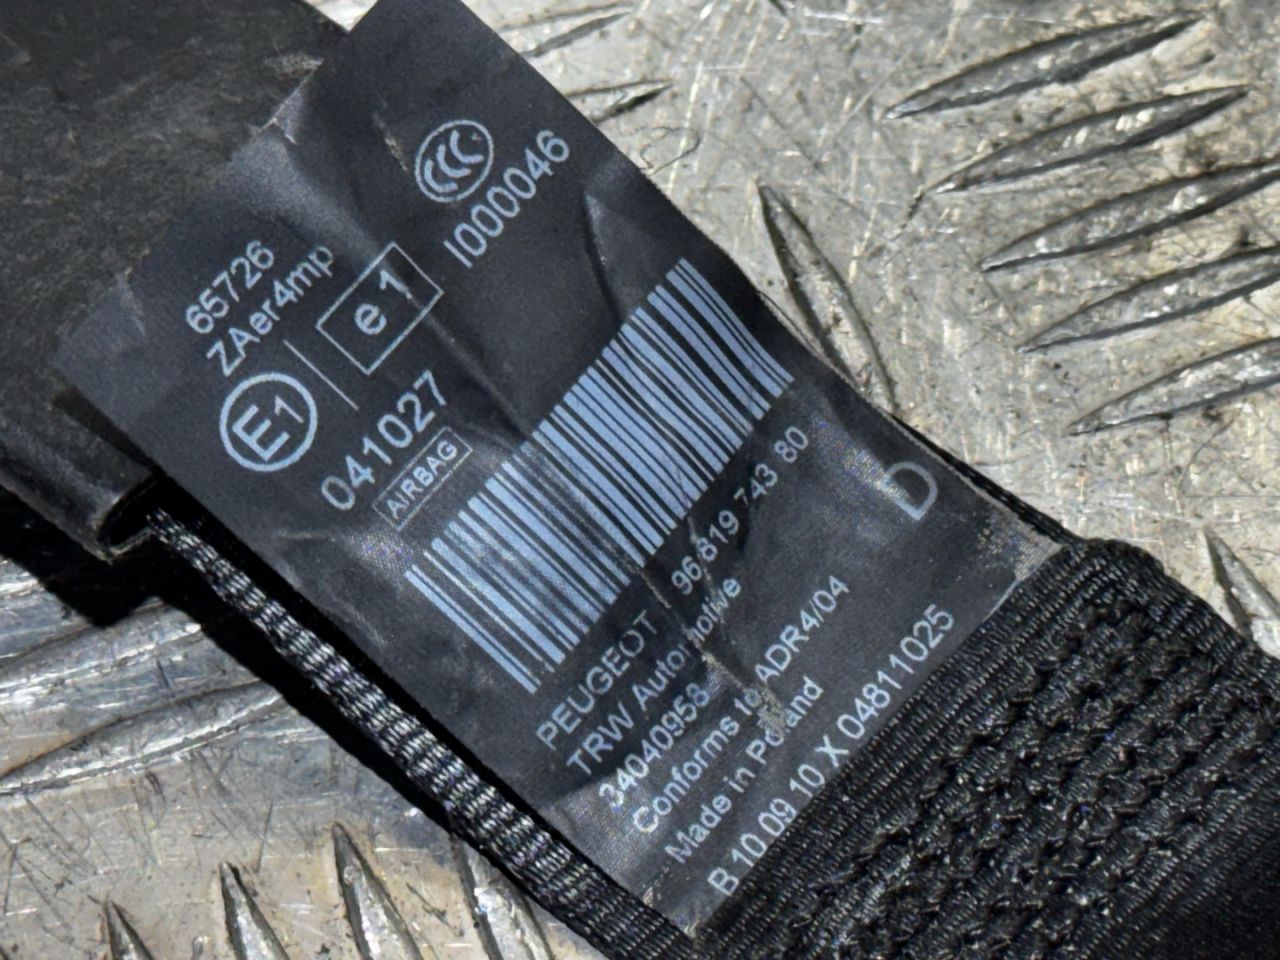 CCC
I000046
65726
ZAer4mp
E1
e 1
041027
AIRBAG
PEUGEOT 96 819 743 80
TRW Automotive
D
34040958
Conforms to ADR4/04
Made in Poland
B 10 09 10 X 04811025